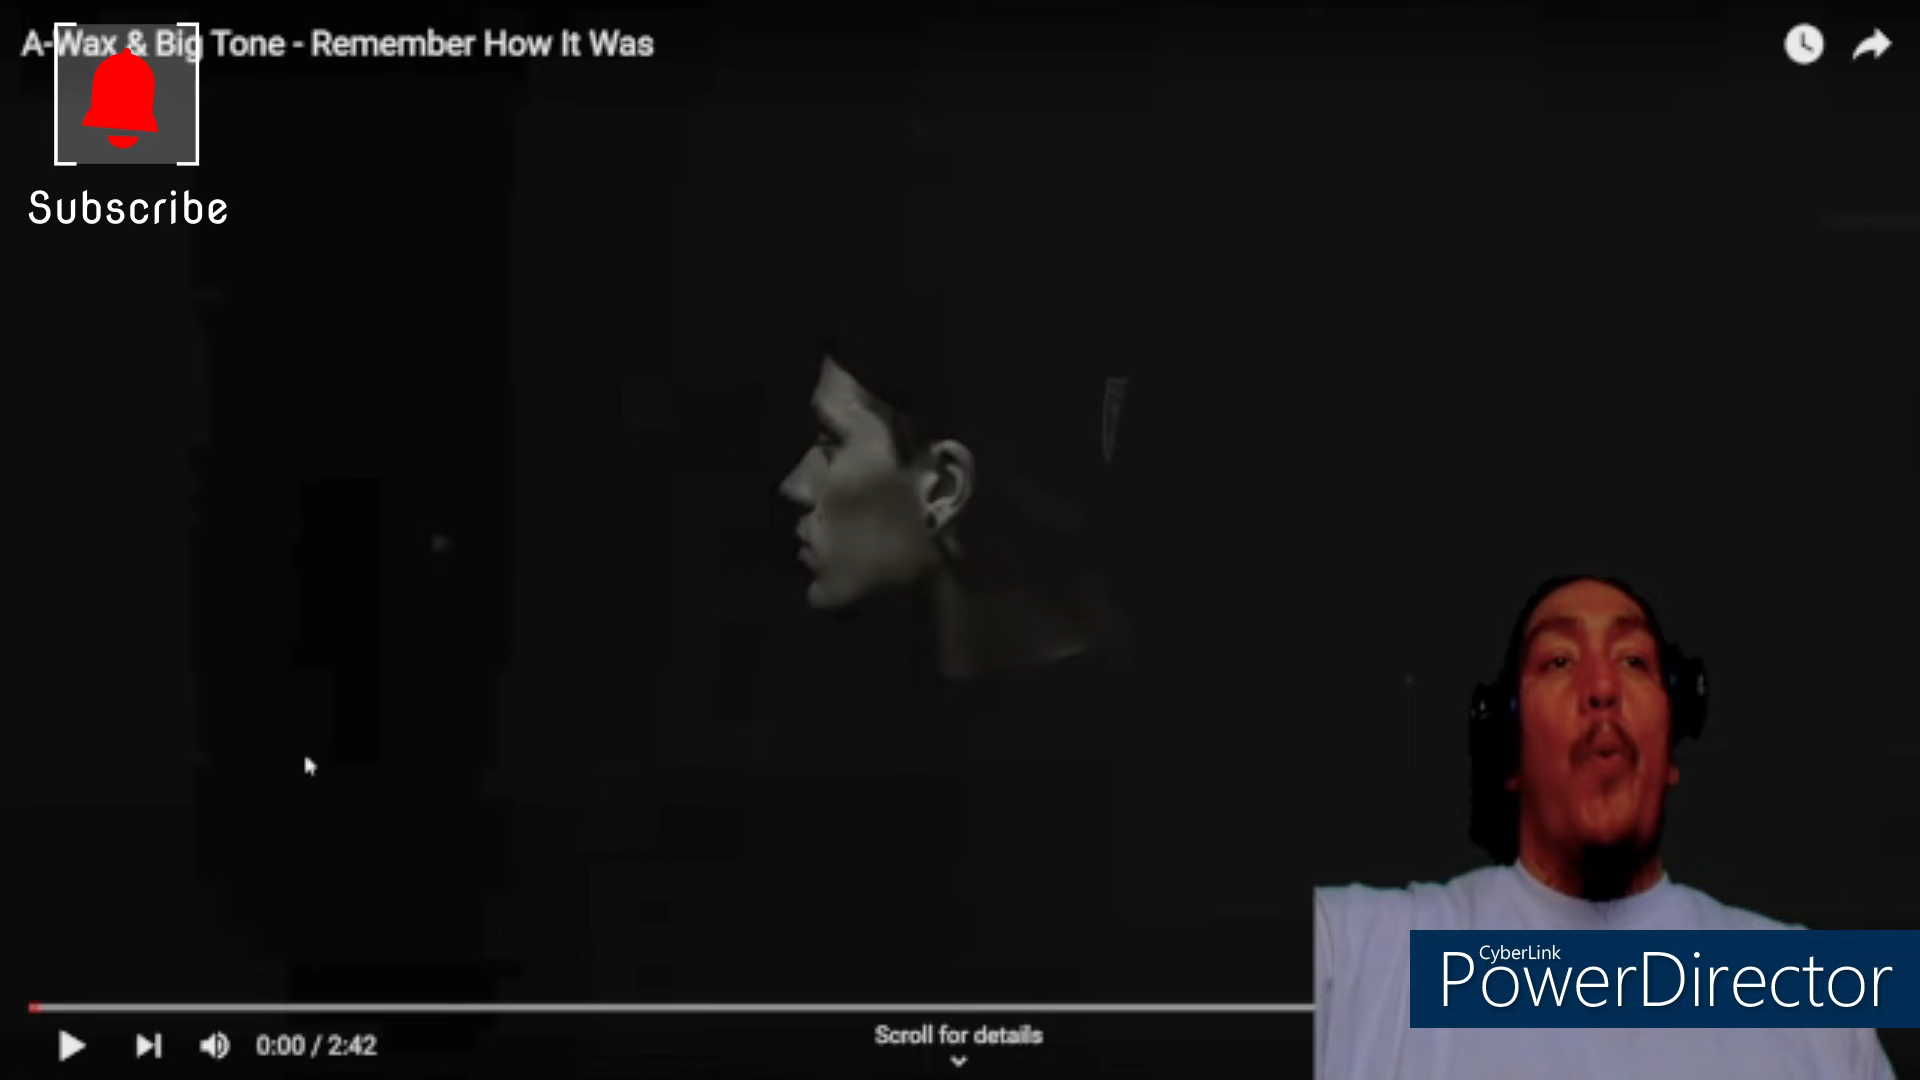 A-Wax & Big Tone - Remember How It Was
Subscribe
0:00 / 2:42
Scroll for details
CyberLink
PowerDirector